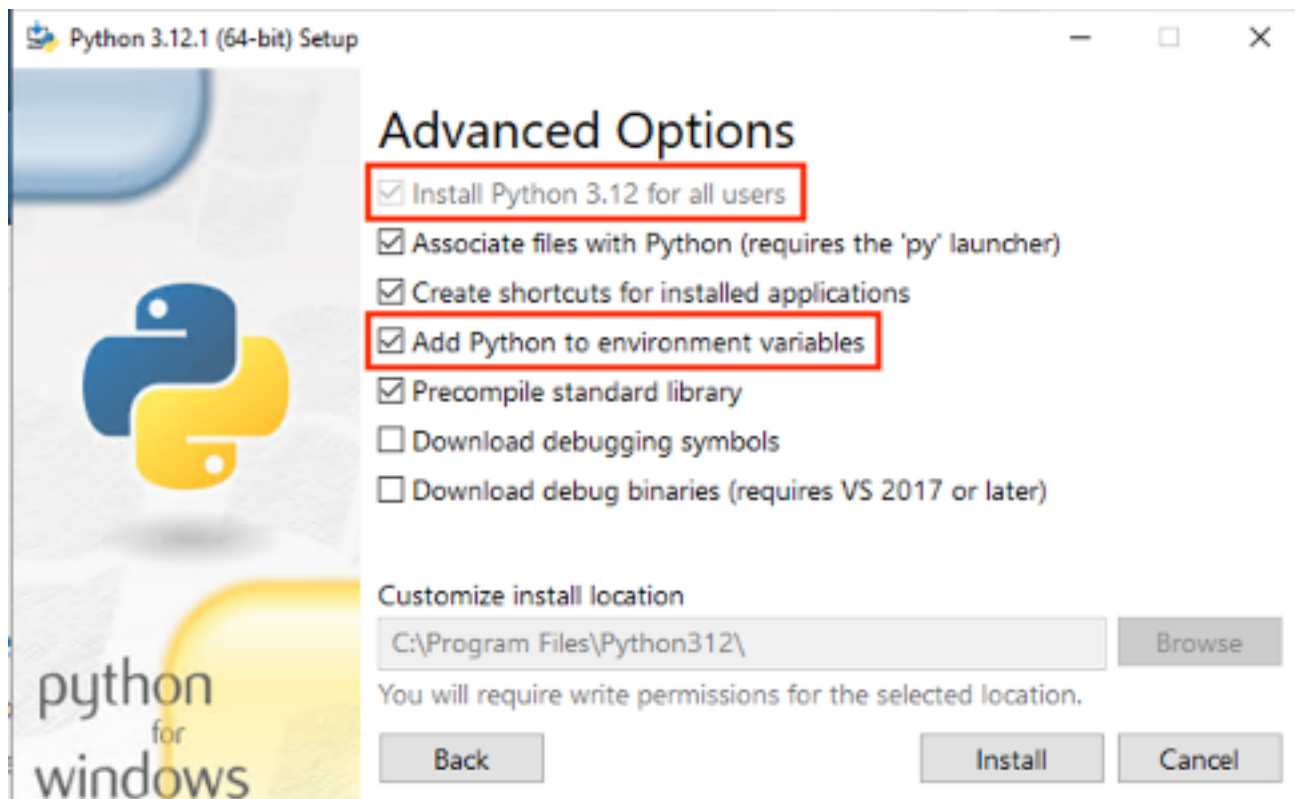 Python 3.12.1 (64-bit) Setup
Advanced Options
Install Python 3.12 for all users
Associate files with Python (requires the 'py' launcher)
Create shortcuts for installed applications
Add Python to environment variables
Precompile standard library
Download debugging symbols
Download debug binaries (requires VS 2017 or later)
Customize install location
C:\Program Files\Python312\
Browse
You will require write permissions for the selected location.
python
for
windows
Back
Install
Cancel